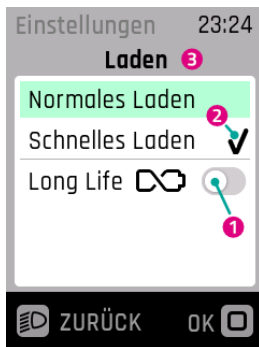 Einstellungen 23:24
Laden 3
Normales Laden
2
Schnelles Laden
Long Life
1
ZURÜCK OK